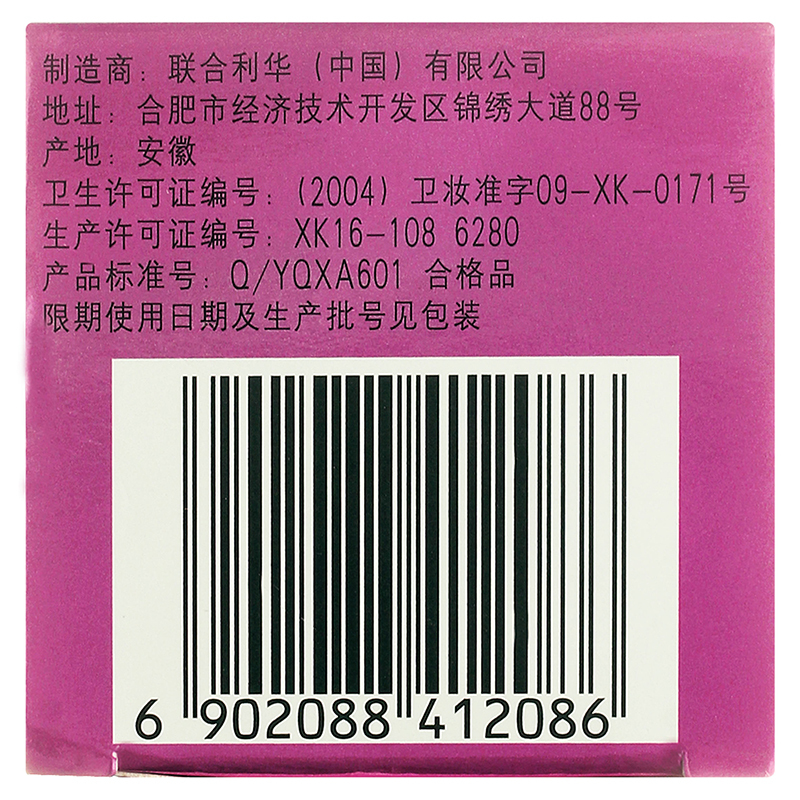 制造商：联合利华（中国）有限公司
地址：合肥市经济技术开发区锦绣大道88号
产地：安徽
卫生许可证编号：(2004) 卫妆准字09-XK-0171号
生产许可证编号：XK16-108 6280
产品标准号：Q/YQXA601 合格品
限期使用日期及生产批号见包装
6 902088 412086